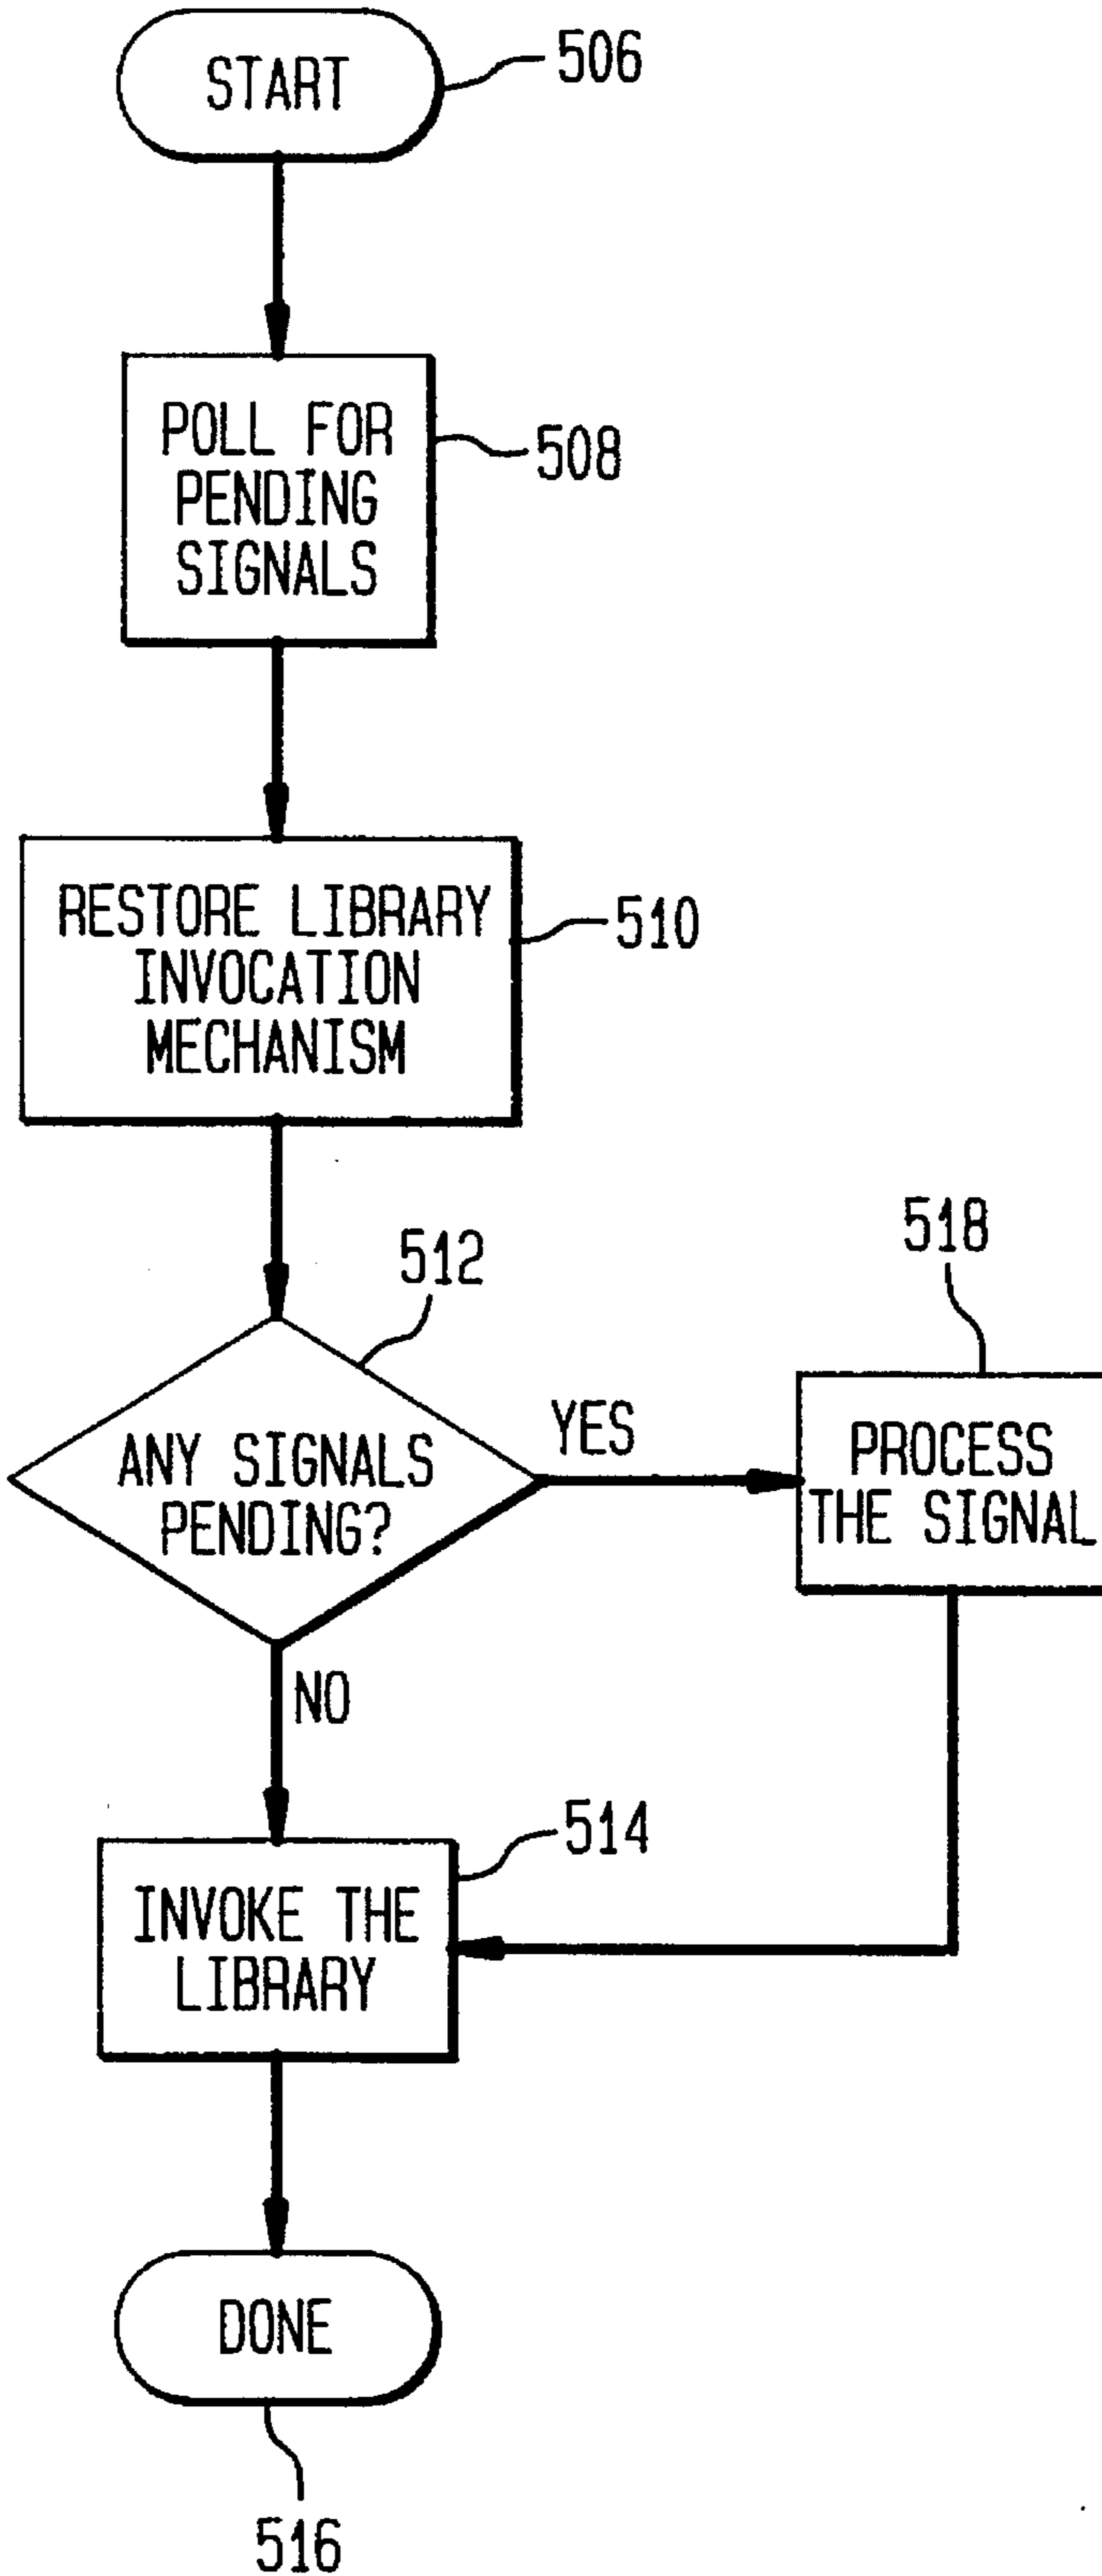 START
506
POLL FOR
PENDING
SIGNALS
508
RESTORE LIBRARY
INVOCATION
MECHANISM
510
512
ANY SIGNALS
PENDING?
YES
518
PROCESS
THE SIGNAL
NO
514
INVOKE THE
LIBRARY
DONE
516